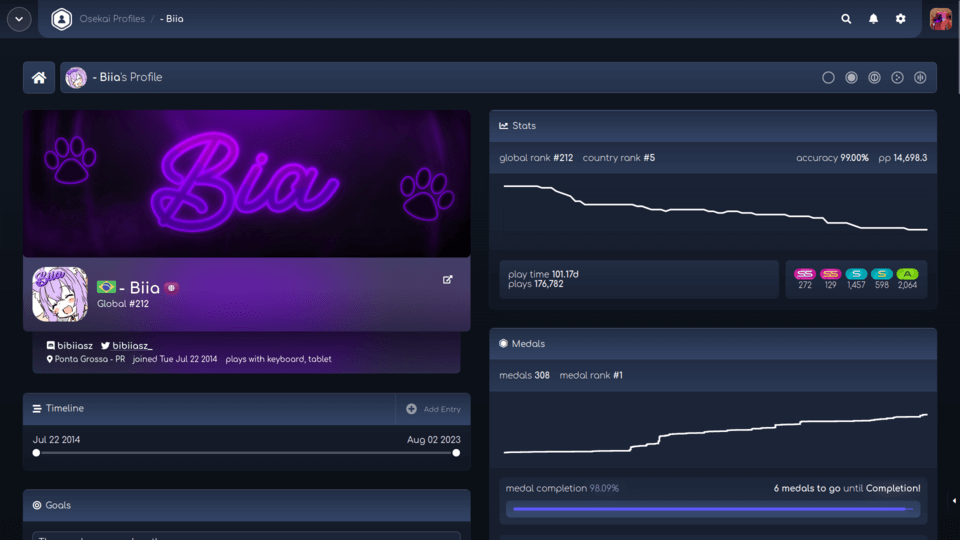 Osekai Profiles / - Biia
- Biia's Profile
Bia
- Biia
Global #212
bibiiasz bibiiasz_
Ponta Grossa - PR joined Tue Jul 22 2014 plays with keyboard, tablet
Timeline
Add Entry
Jul 22 2014
Aug 02 2023
Goals
Stats
global rank #212 country rank #5
accuracy 99.00% pp 14,698.3
play time 101.17d
plays 176,782
SS SS S S A
272 129 1,457 598 2,064
Medals
medals 308 medal rank #1
medal completion 98.09%
6 medals to go until Completion!